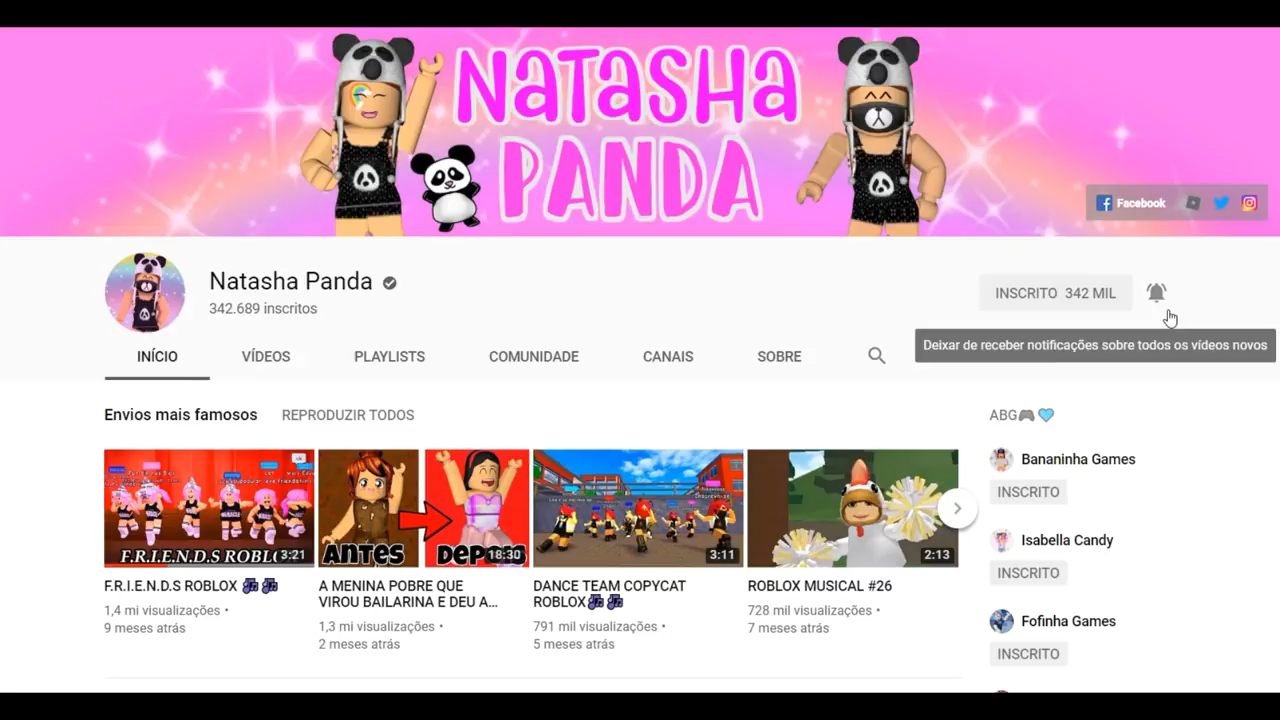 NATASHA
PANDA
Facebook
Natasha Panda
342.689 inscritos
INSCRITO 342 MIL
Deixar de receber notificações sobre todos os vídeos novos
INÍCIO VÍDEOS PLAYLISTS COMUNIDADE CANAIS SOBRE
Envios mais famosos REPRODUZIR TODOS
F.R.I.E.N.D.S ROBL
3:21
ANTES
DEPOIS
18:30
3:11
2:13
F.R.I.E.N.D.S ROBLOX
1,4 mi visualizações •
9 meses atrás
A MENINA POBRE QUE
VIROU BAILARINA E DEU A...
1,3 mi visualizações •
2 meses atrás
DANCE TEAM COPYCAT
ROBLOX
791 mil visualizações •
5 meses atrás
ROBLOX MUSICAL #26
728 mil visualizações •
7 meses atrás
ABG🎮💙
Bananinha Games
INSCRITO
Isabella Candy
INSCRITO
Fofinha Games
INSCRITO